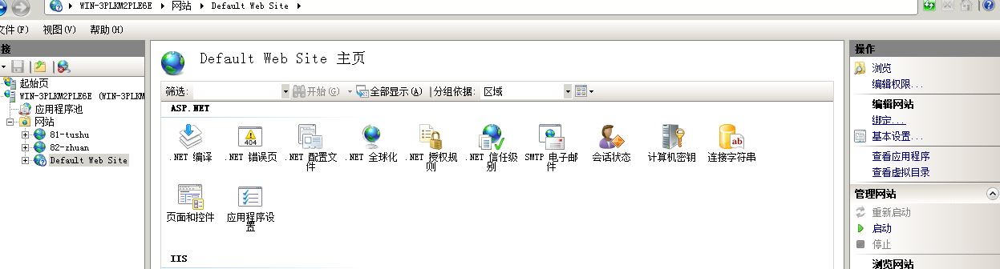 WIN-3PLKM2PLE6E ▸ 网站 ▸ Default Web Site ▸
文件(F) 视图(V) 帮助(H)
接
起始页
WIN-3PLKM2PLE6E (WIN-3PLKM
应用程序池
网站
81-tushu
82-zhuan
Default Web Site
Default Web Site 主页
筛选: 开始(G) 全部显示(A) 分组依据: 区域
ASP.NET
.NET 编译
.NET 错误页
.NET 配置文件
.NET 全球化
.NET 授权规则
.NET 信任级别
SMTP 电子邮件
会话状态
计算机密钥
连接字符串
页面和控件
应用程序设置
IIS
操作
浏览
编辑权限...
编辑网站
绑定...
基本设置...
查看应用程序
查看虚拟目录
管理网站
重新启动
启动
停止
浏览网站